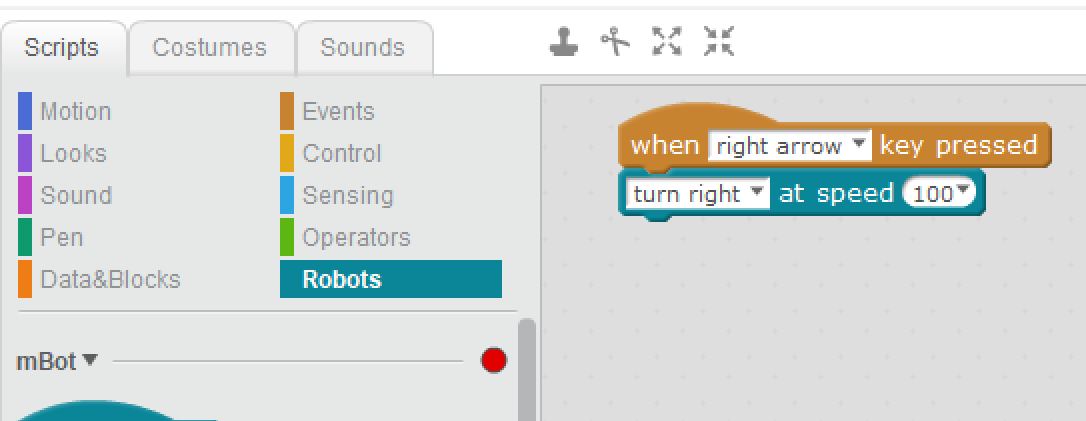 Scripts Costumes Sounds
Motion Events
Looks Control
Sound Sensing
Pen Operators
Data&Blocks Robots
mBot
when right arrow key pressed
turn right at speed 100